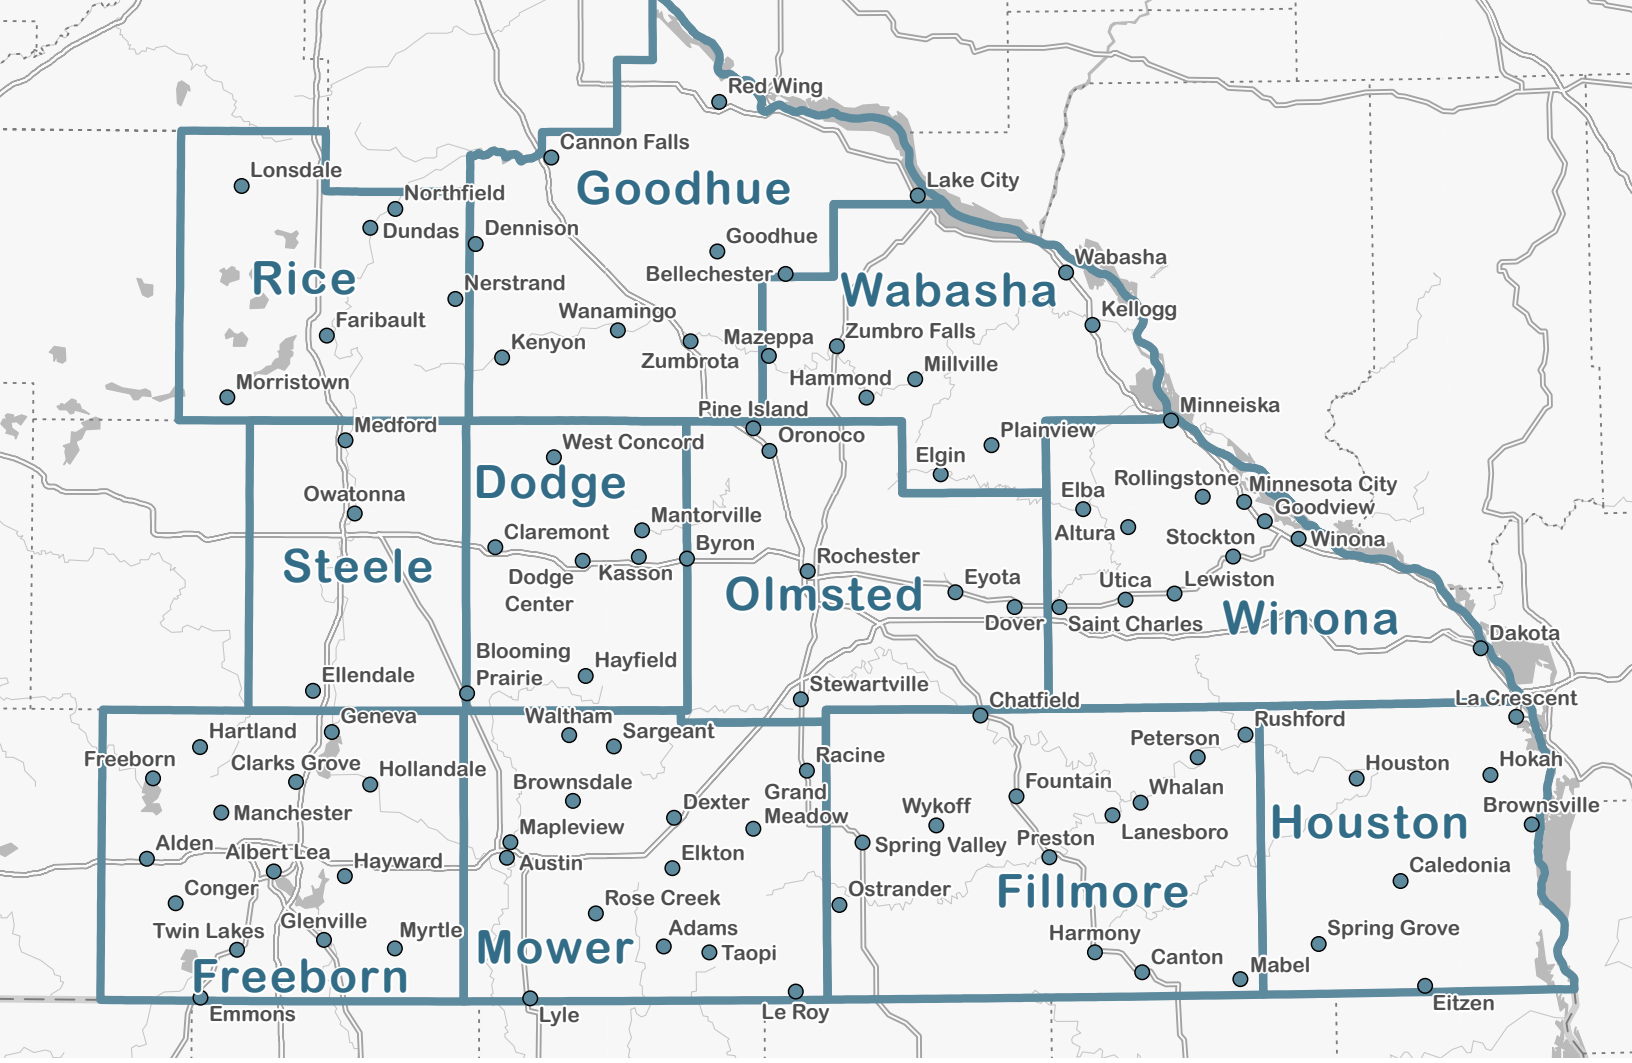 Red Wing
Cannon Falls
Lonsdale
Goodhue
Lake City
Northfield
Dundas
Dennison
Goodhue
Wabasha
Rice
Bellechester
Wabasha
Nerstrand
Wanamingo
Kellogg
Faribault
Kenyon
Mazeppa
Zumbro Falls
Zumbrota
Millville
Morristown
Hammond
Pine Island
Minneiska
Medford
Plainview
West Concord
Oronoco
Elgin
Dodge
Rollingstone
Minnesota City
Owatonna
Elba
Goodview
Mantorville
Claremont
Altura
Stockton
Winona
Byron
Rochester
Steele
Dodge
Center
Kasson
Olmsted
Eyota
Utica
Lewiston
Dover
Saint Charles
Winona
Dakota
Blooming
Prairie
Hayfield
Ellendale
Stewartville
Chatfield
La Crescent
Geneva
Waltham
Rushford
Hartland
Sargeant
Peterson
Freeborn
Clarks Grove
Hollandale
Racine
Houston
Hokah
Brownsdale
Fountain
Whalan
Grand
Meadow
Dexter
Wykoff
Brownsville
Manchester
Mapleview
Lanesboro
Houston
Alden
Albert Lea
Hayward
Austin
Elkton
Spring Valley
Preston
Caledonia
Conger
Rose Creek
Ostrander
Fillmore
Twin Lakes
Glenville
Myrtle
Adams
Harmony
Spring Grove
Mower
Taopi
Canton
Mabel
Freeborn
Emmons
Lyle
Le Roy
Eitzen